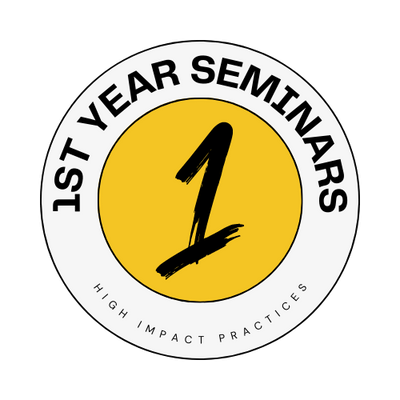 1ST YEAR SEMINARS
1
HIGH IMPACT PRACTICES